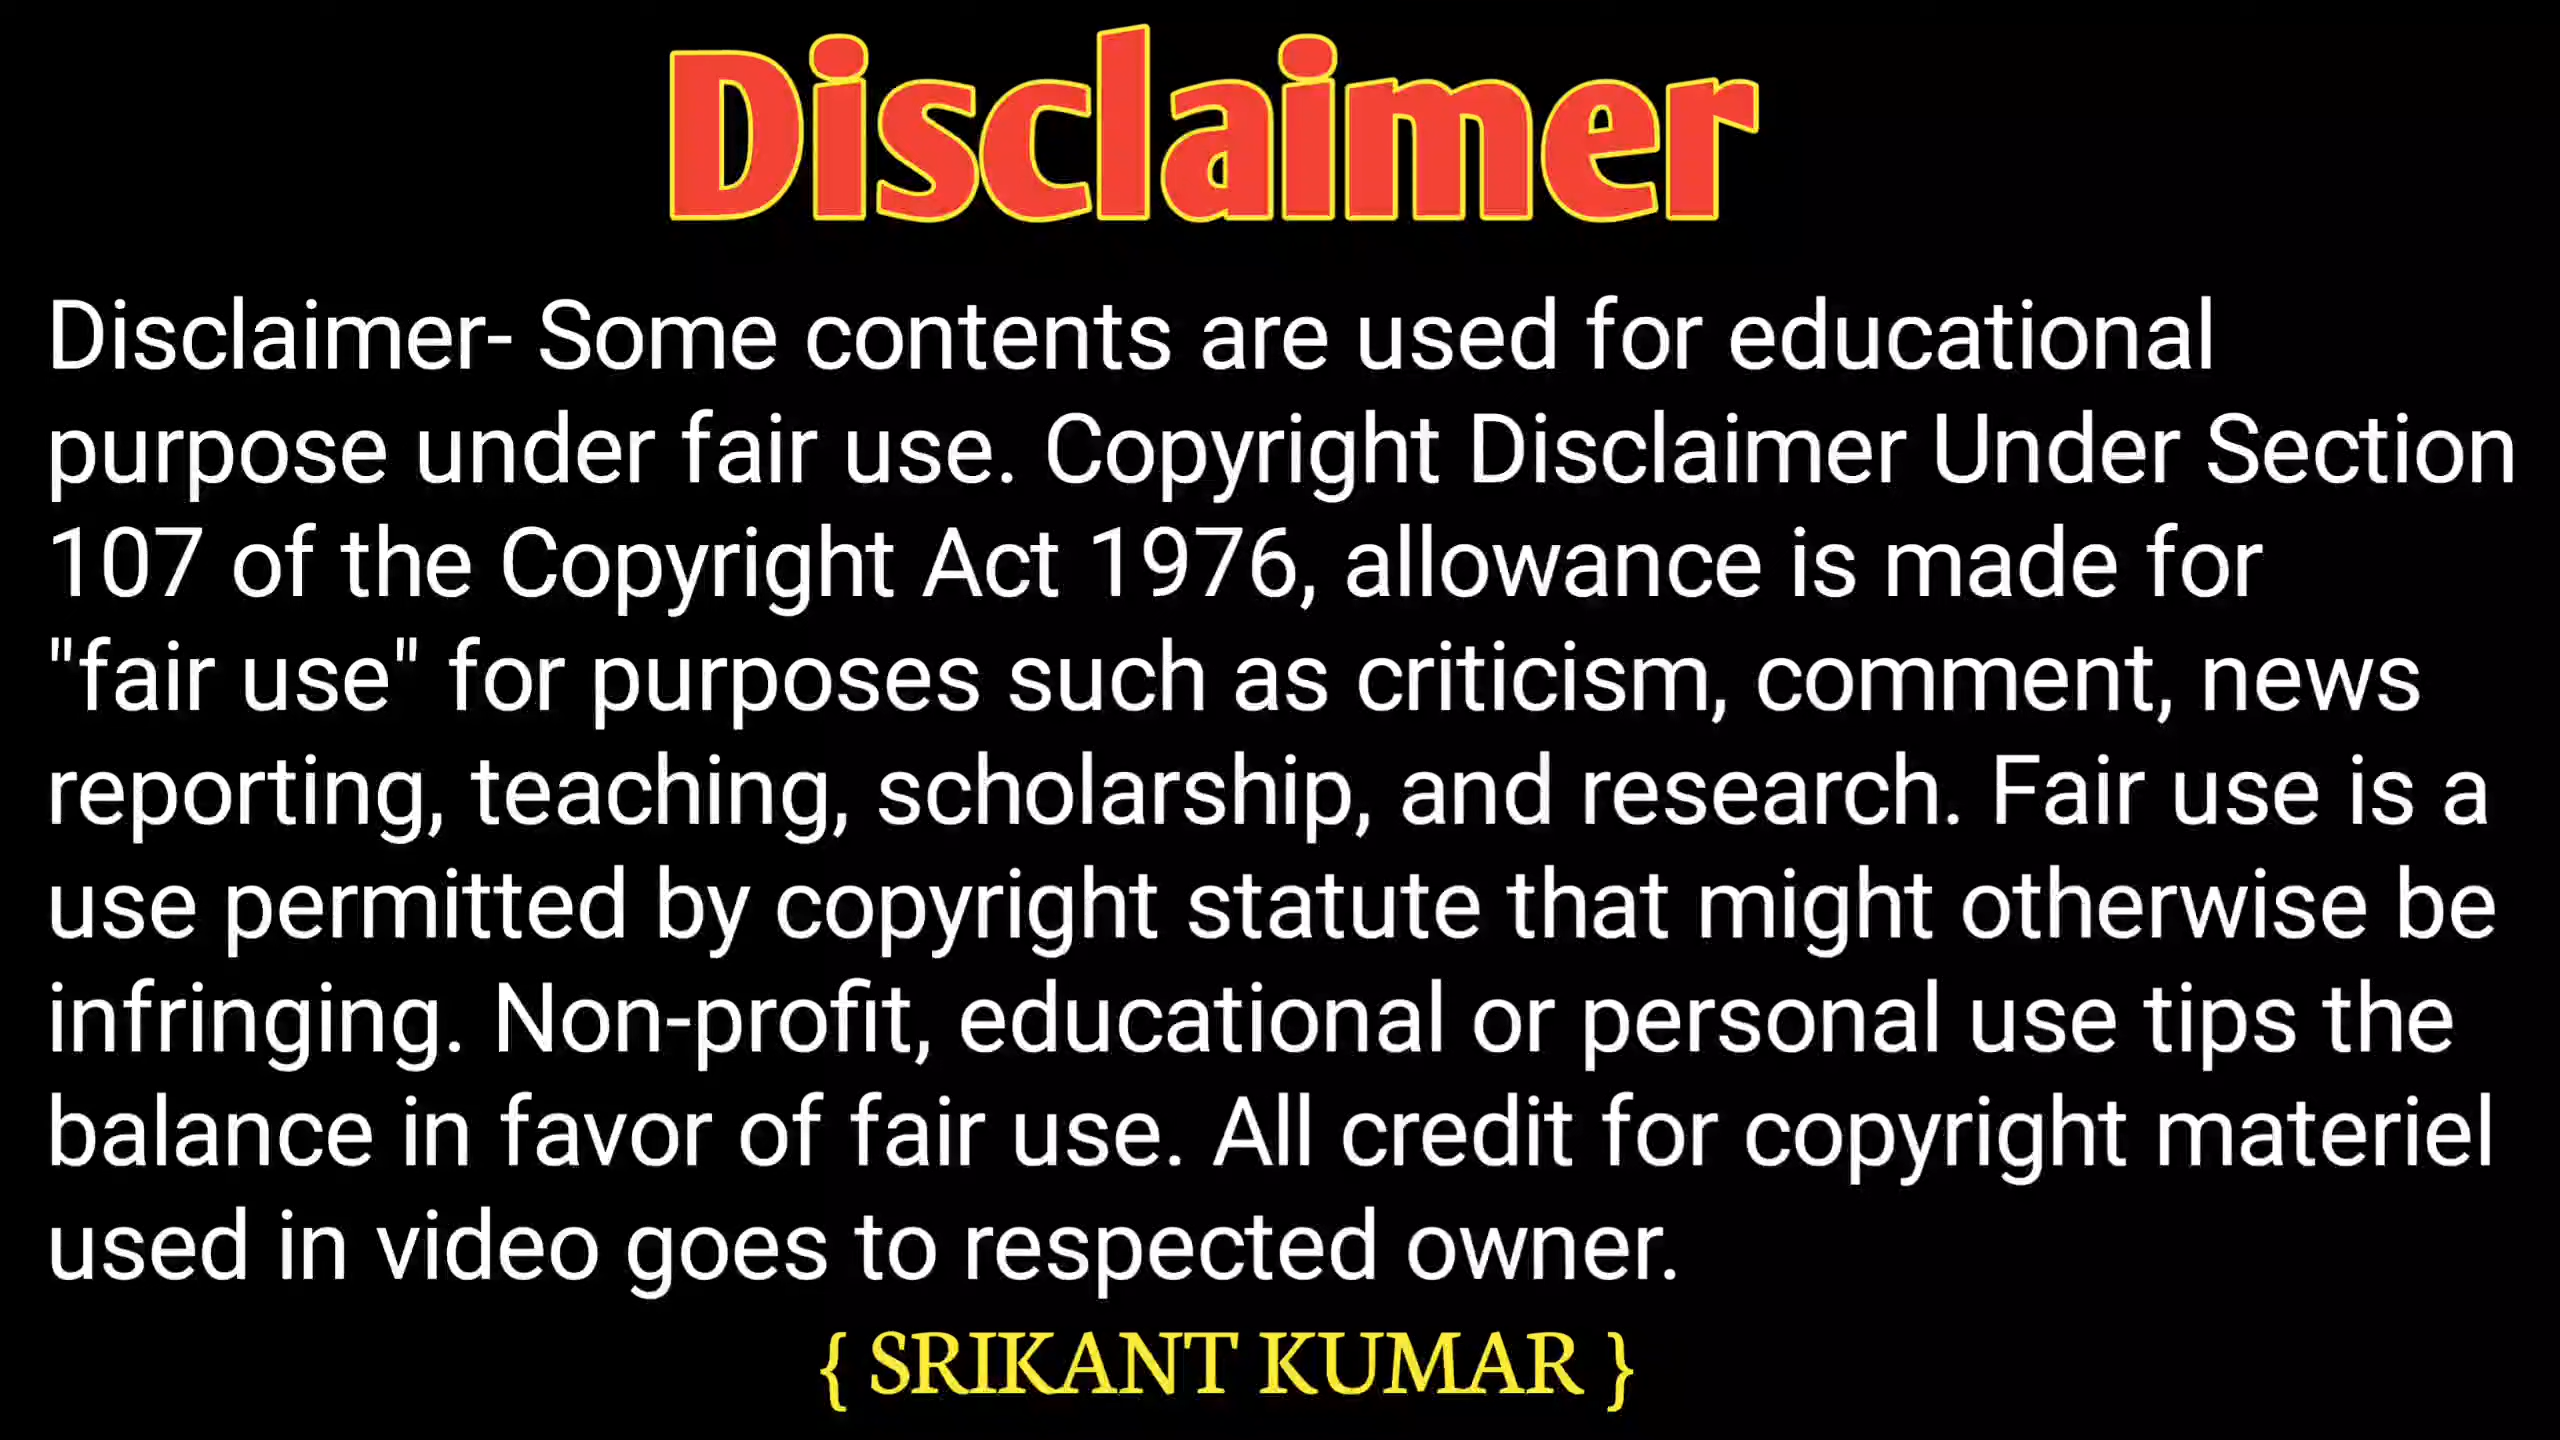 Disclaimer
Disclaimer- Some contents are used for educational
purpose under fair use. Copyright Disclaimer Under Section
107 of the Copyright Act 1976, allowance is made for
"fair use" for purposes such as criticism, comment, news
reporting, teaching, scholarship, and research. Fair use is a
use permitted by copyright statute that might otherwise be
infringing. Non-profit, educational or personal use tips the
balance in favor of fair use. All credit for copyright materiel
used in video goes to respected owner.
{ SRIKANT KUMAR }